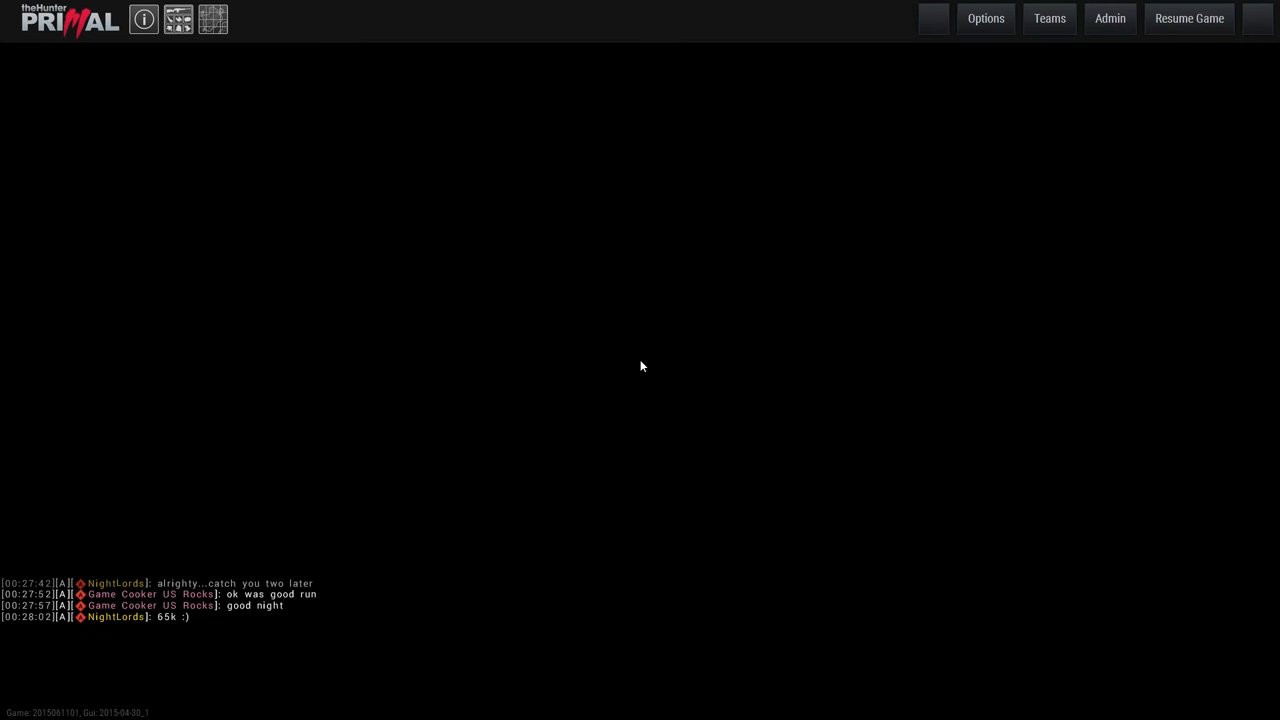 theHunter
PRIMAL
Options
Teams
Admin
Resume Game
[00:27:42][A][NightLords]: alrighty...catch you two later
[00:27:52][A][Game Cooker US Rocks]: ok was good run
[00:27:57][A][Game Cooker US Rocks]: good night
[00:28:02][A][NightLords]: 65k :)
Game: 2015061101, Gui: 2015-04-30_1